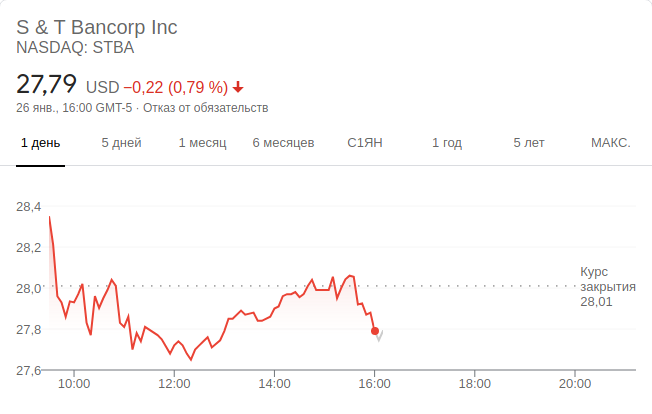 S & T Bancorp Inc
NASDAQ: STBA
27,79 USD −0,22 (0,79 %)
26 янв., 16:00 GMT-5 · Отказ от обязательств
1 день 5 дней 1 месяц 6 месяцев С1ЯН 1 год 5 лет МАКС.
28,4
28,2
28,0
27,8
27,6
Курс
закрытия
28,01
10:00 12:00 14:00 16:00 18:00 20:00